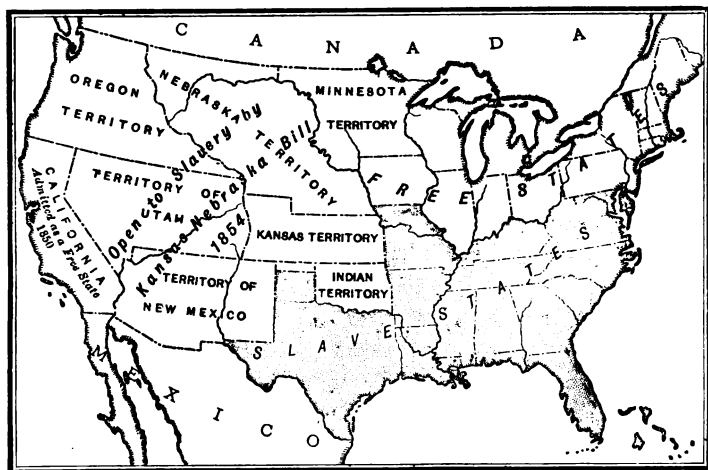 CANADA
OREGON
TERRITORY
NEBRASKA
TERRITORY
MINNESOTA
TERRITORY
Open to Slavery by
Kansas-Nebraska Bill
1854
FREE STATES
CALIFORNIA
Admitted as a Free State
1850
TERRITORY OF
UTAH
KANSAS TERRITORY
INDIAN
TERRITORY
TERRITORY OF
NEW MEXICO
SLAVE STATES
MEXICO